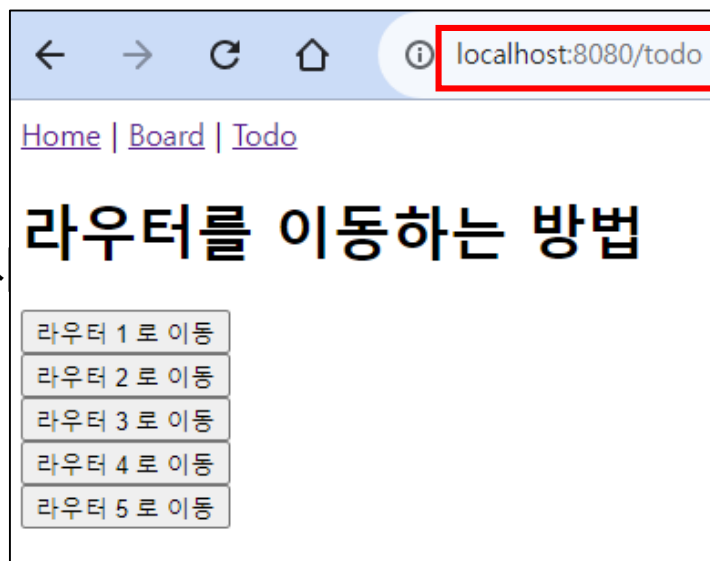 localhost:8080/todo
Home | Board | Todo
라우터를 이동하는 방법
라우터 1 로 이동
라우터 2 로 이동
라우터 3 로 이동
라우터 4 로 이동
라우터 5 로 이동